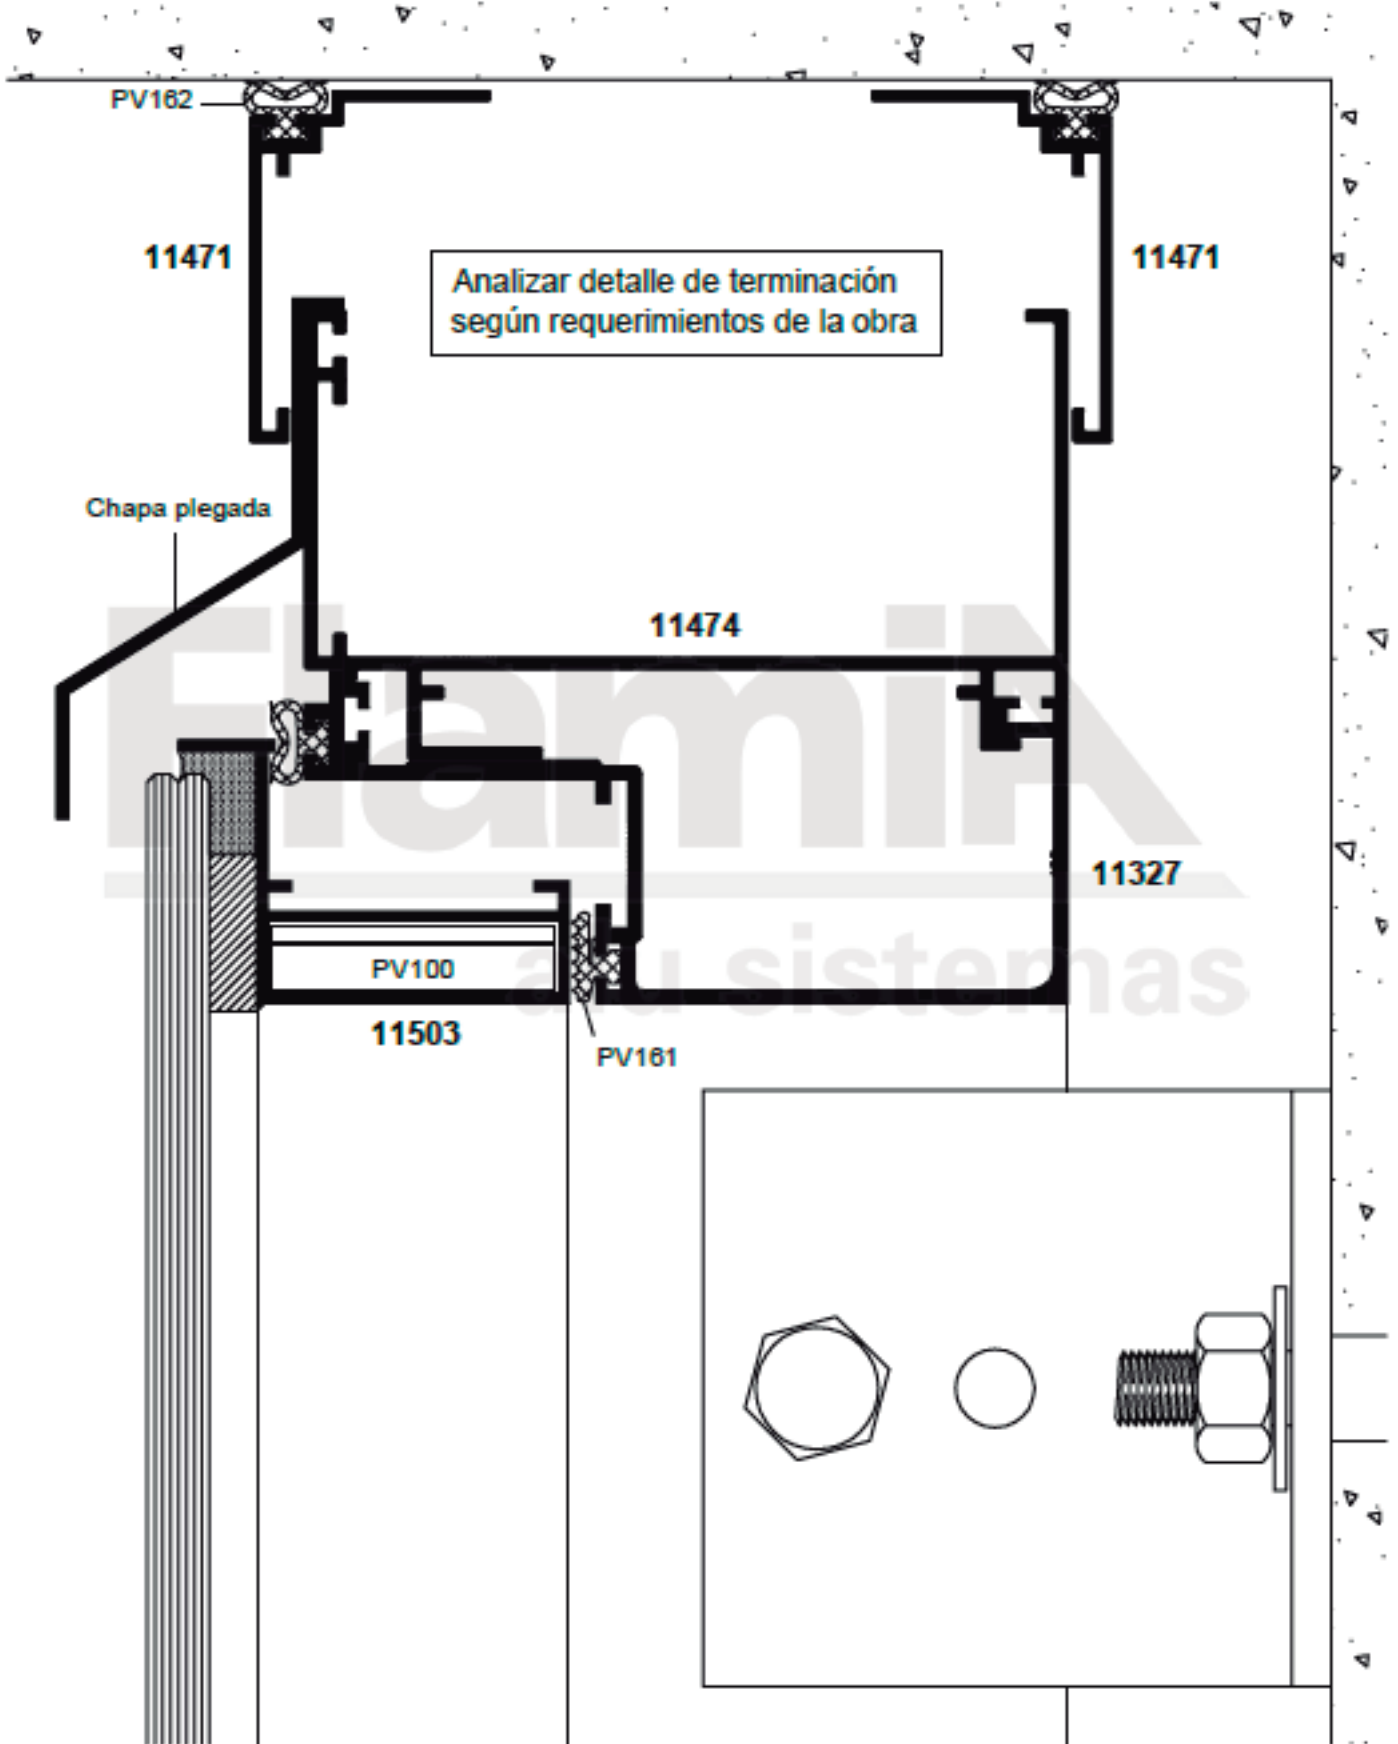 PV162
11471
11471
Analizar detalle de terminación
según requerimientos de la obra
Chapa plegada
11474
FlamiA
11327
alu sistemas
PV100
11503
PV161